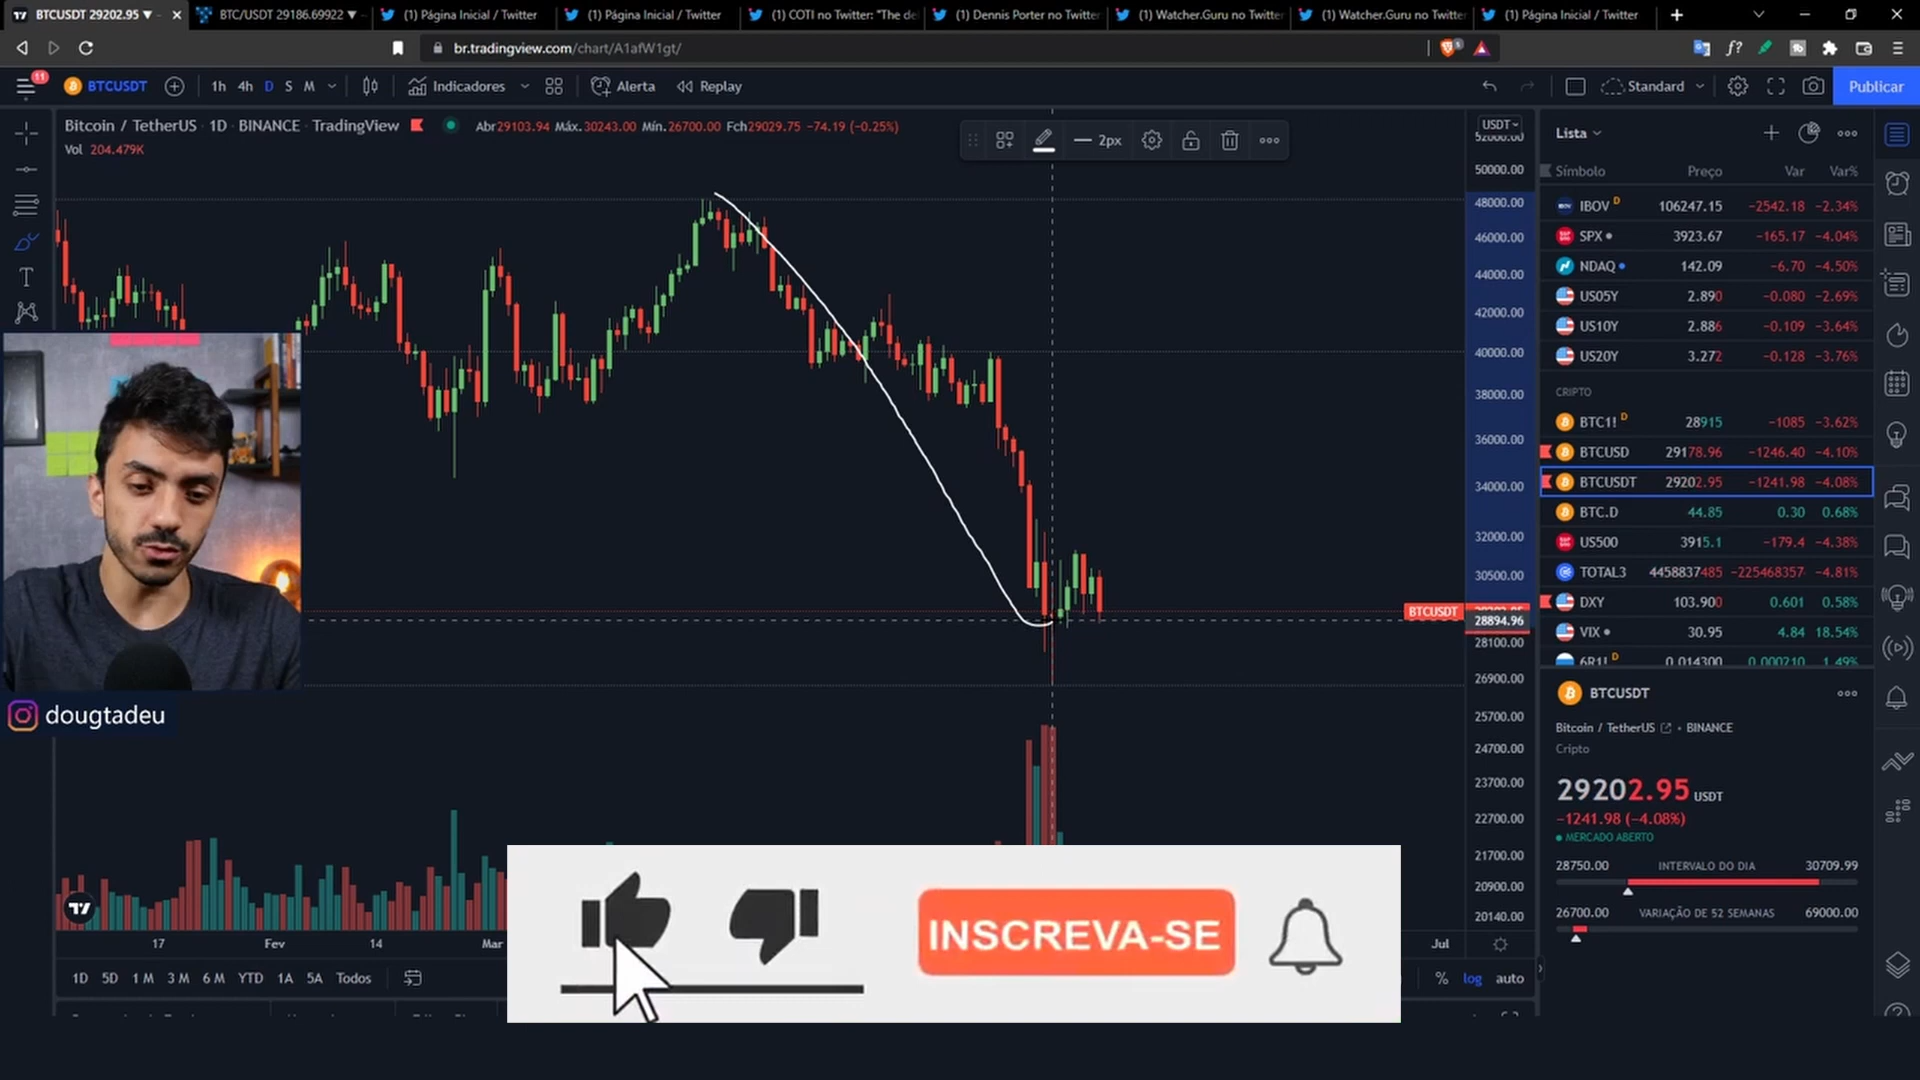 BTCUSDT 29202.95 ▼
BTC/USDT 29186.69922 ▼
(1) Página Inicial / Twitter
(1) Página Inicial / Twitter
(1) COTI no Twitter: "The de
(1) Dennis Porter no Twitter
(1) Watcher.Guru no Twitter
(1) Watcher.Guru no Twitter
(1) Página Inicial / Twitter
br.tradingview.com/chart/A1afW1gt/
11
BTCUSDT
1h 4h D S M
Indicadores
Alerta
Replay
Standard
Publicar
Bitcoin / TetherUS · 1D · BINANCE · TradingView
Abr29103.94 Máx.30243.00 Mín.26700.00 Fch29029.75 −74.19 (−0.25%)
Vol 204.479K
2px
USDT
52000.00
50000.00
48000.00
46000.00
44000.00
42000.00
40000.00
38000.00
36000.00
34000.00
32000.00
30500.00
BTCUSDT
28894.96
28100.00
26900.00
25700.00
24700.00
23700.00
22700.00
21700.00
20900.00
20140.00
Lista
Símbolo Preço Var Var%
IBOV D 106247.15 −2542.18 −2.34%
SPX 3923.67 −165.17 −4.04%
NDAQ 142.09 −6.70 −4.50%
US05Y 2.890 −0.080 −2.69%
US10Y 2.886 −0.109 −3.64%
US20Y 3.272 −0.128 −3.76%
CRIPTO
BTC1! D 28915 −1085 −3.62%
BTCUSD 29178.96 −1246.40 −4.10%
BTCUSDT 29202.95 −1241.98 −4.08%
BTC.D 44.85 0.30 0.68%
US500 3915.1 −179.4 −4.38%
TOTAL3 4458837485 −225468357 −4.81%
DXY 103.900 0.601 0.58%
VIX 30.95 4.84 18.54%
6R1! D 0.014300 0.000210 1.49%
BTCUSDT
Bitcoin / TetherUS • BINANCE
Cripto
29202.95 USDT
−1241.98 (−4.08%)
MERCADO ABERTO
28750.00 INTERVALO DO DIA 30709.99
26700.00 VARIAÇÃO DE 52 SEMANAS 69000.00
dougtadeu
INSCREVA-SE
17 Fev 14 Mar Jul
1D 5D 1M 3M 6M YTD 1A 5A Todos
% log auto